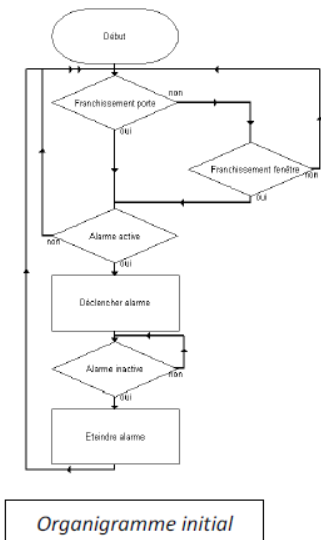 Début
Franchissement porte
non
oui
Franchissement fenêtre
non
oui
Alarme active
non
oui
Déclencher alarme
Alarme inactive
non
oui
Eteindre alarme
Organigramme initial